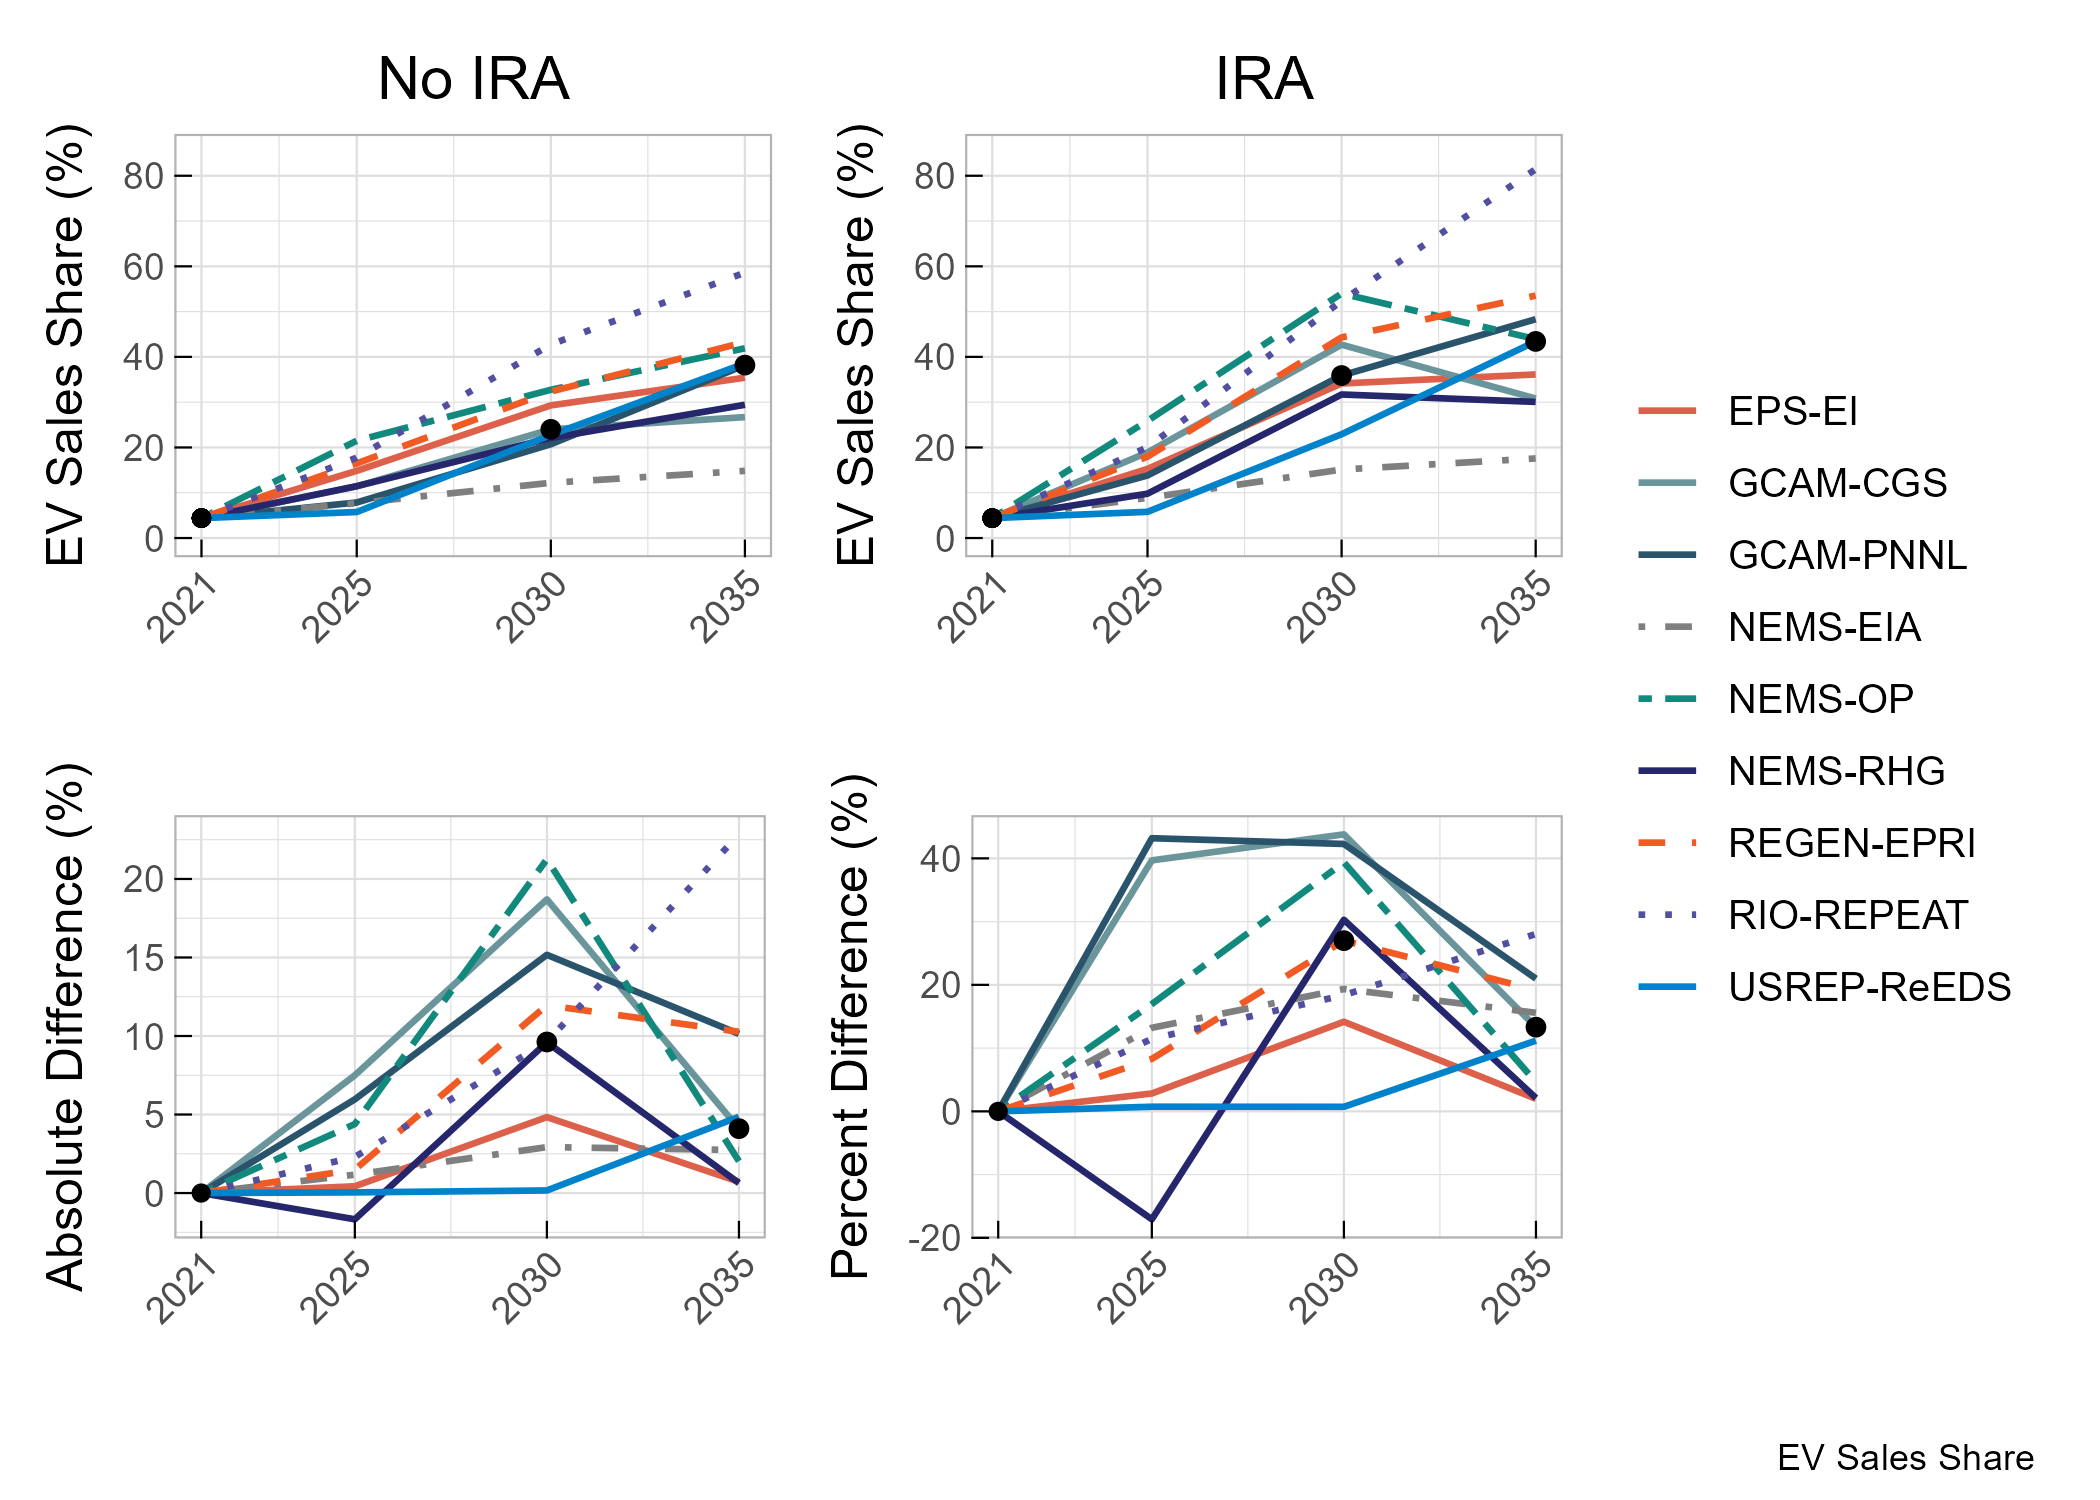 No IRA
IRA
EV Sales Share (%)
80
60
40
20
0
2021
2025
2030
2035
EV Sales Share (%)
80
60
40
20
0
2021
2025
2030
2035
Absolute Difference (%)
20
15
10
5
0
2021
2025
2030
2035
Percent Difference (%)
40
20
0
-20
2021
2025
2030
2035
EPS-EI
GCAM-CGS
GCAM-PNNL
NEMS-EIA
NEMS-OP
NEMS-RHG
REGEN-EPRI
RIO-REPEAT
USREP-ReEDS
EV Sales Share